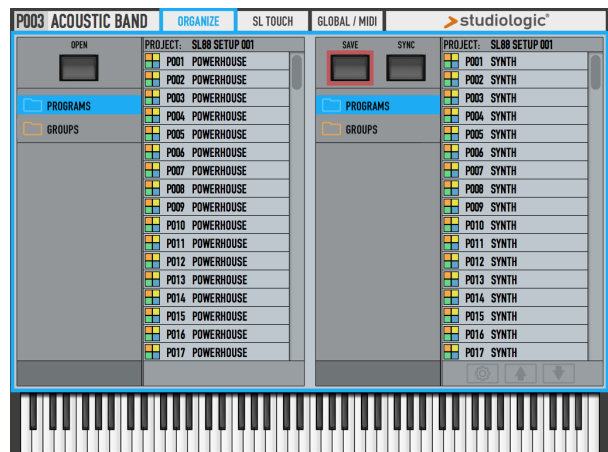 P003 ACOUSTIC BAND ORGANIZE SL TOUCH GLOBAL / MIDI studiologic®
OPEN
PROJECT: SL88 SETUP 001
P001 POWERHOUSE
P002 POWERHOUSE
P003 POWERHOUSE
P004 POWERHOUSE
P005 POWERHOUSE
P006 POWERHOUSE
P007 POWERHOUSE
P008 POWERHOUSE
P009 POWERHOUSE
P010 POWERHOUSE
P011 POWERHOUSE
P012 POWERHOUSE
P013 POWERHOUSE
P014 POWERHOUSE
P015 POWERHOUSE
P016 POWERHOUSE
P017 POWERHOUSE
PROGRAMS
GROUPS
SAVE SYNC
PROJECT: SL88 SETUP 001
P001 SYNTH
P002 SYNTH
P003 SYNTH
P004 SYNTH
P005 SYNTH
P006 SYNTH
P007 SYNTH
P008 SYNTH
P009 SYNTH
P010 SYNTH
P011 SYNTH
P012 SYNTH
P013 SYNTH
P014 SYNTH
P015 SYNTH
P016 SYNTH
P017 SYNTH
PROGRAMS
GROUPS